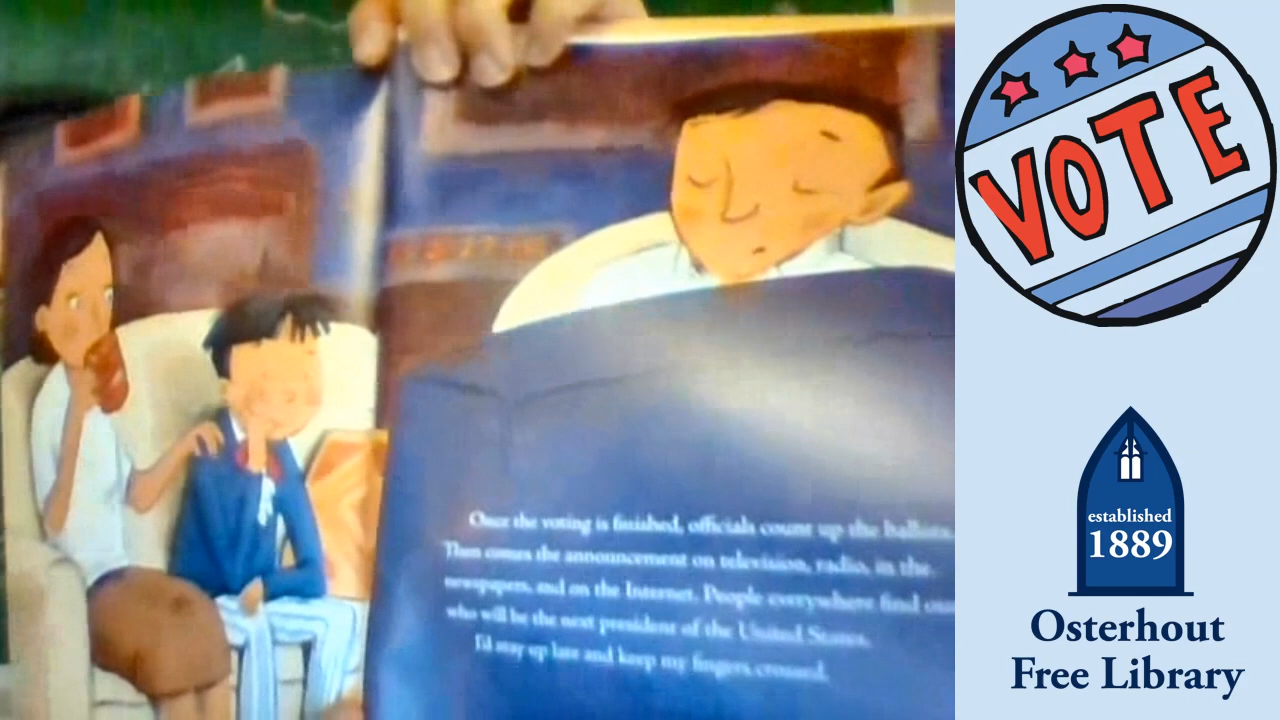 Once the voting is finished, officials count up the ballots.
Then comes the announcement on television, radio, in the
newspapers, and on the Internet. People everywhere find out
who will be the next president of the United States.
I'd stay up late and keep my fingers crossed.
VOTE
established
1889
Osterhout
Free Library